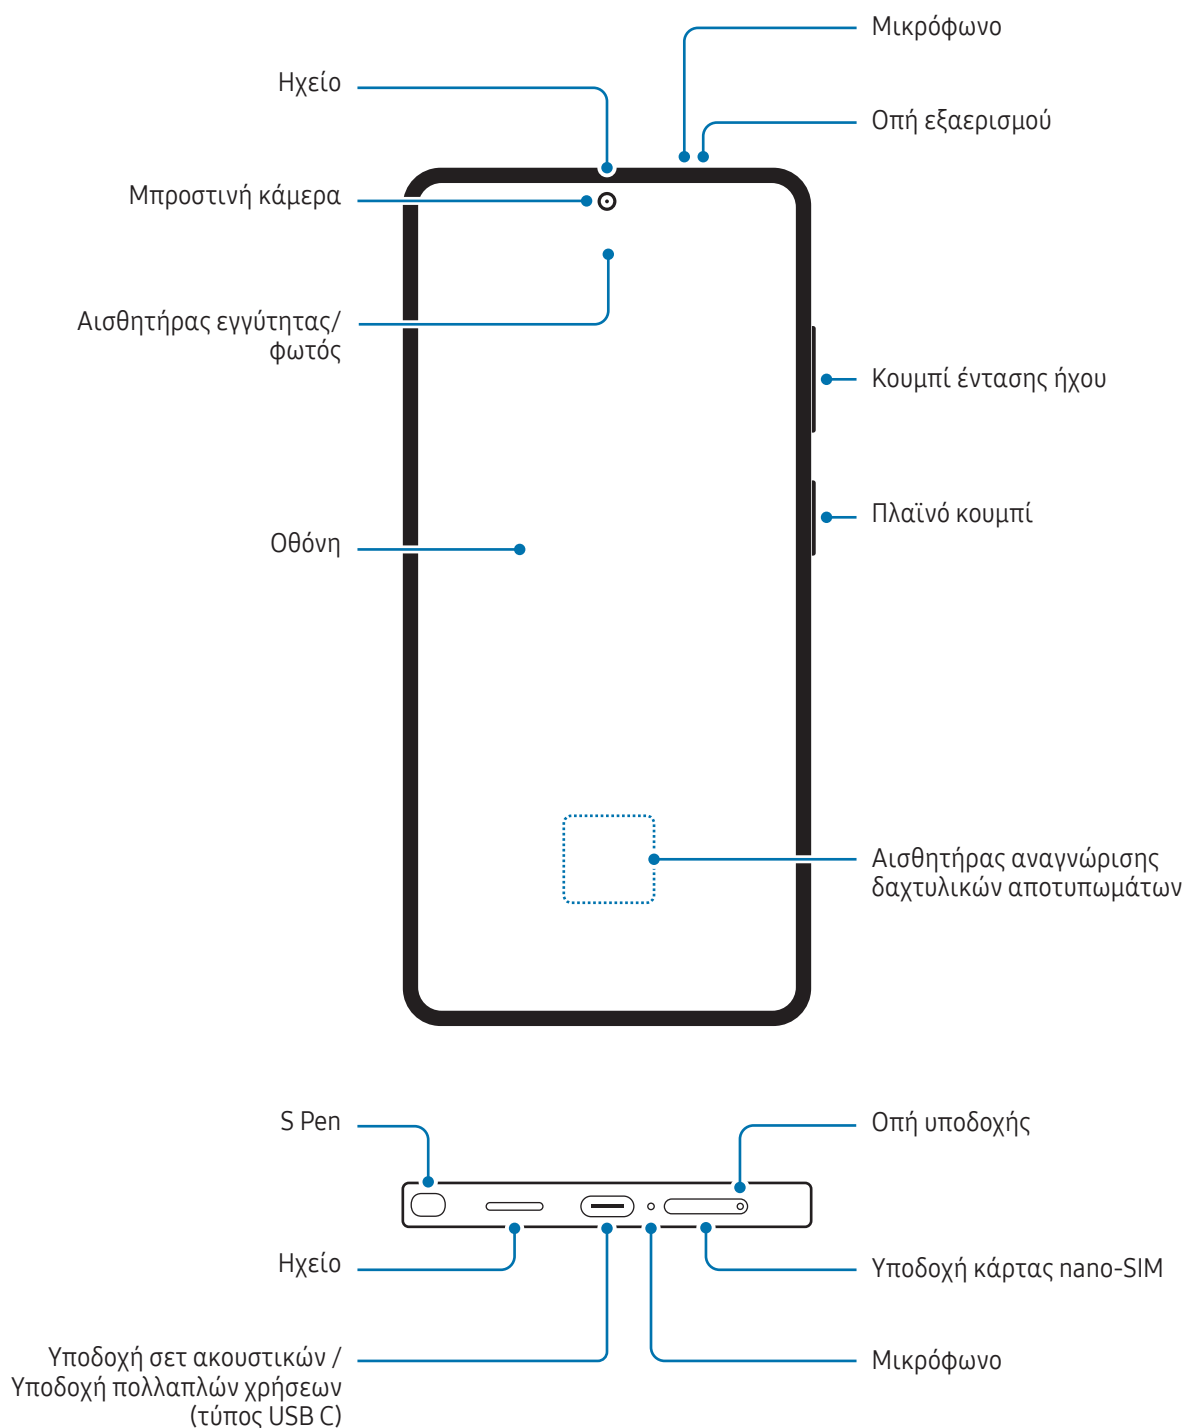 Μικρόφωνο
Ηχείο
Οπή εξαερισμού
Μπροστινή κάμερα
Αισθητήρας εγγύτητας/
φωτός
Κουμπί έντασης ήχου
Πλαϊνό κουμπί
Οθόνη
Αισθητήρας αναγνώρισης
δαχτυλικών αποτυπωμάτων
S Pen
Οπή υποδοχής
Ηχείο
Υποδοχή κάρτας nano-SIM
Υποδοχή σετ ακουστικών /
Υποδοχή πολλαπλών χρήσεων
(τύπος USB C)
Μικρόφωνο